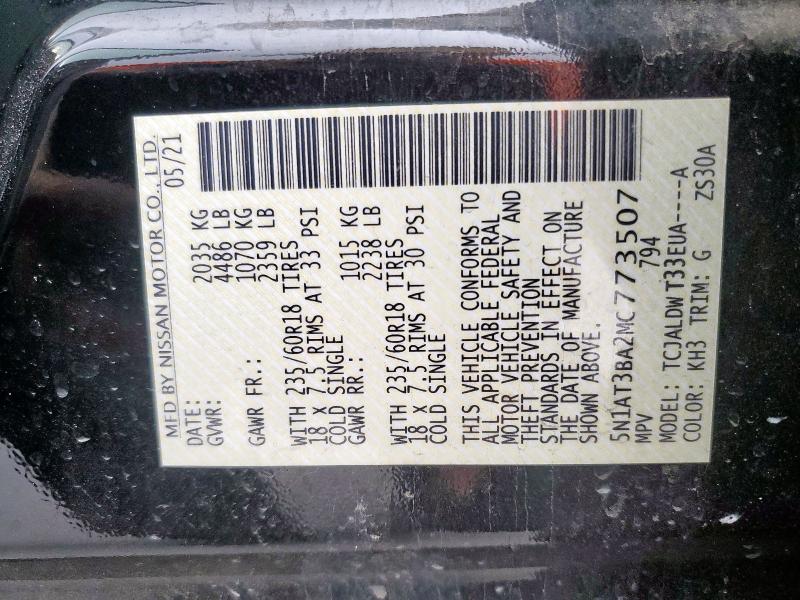 MFD BY NISSAN MOTOR CO., LTD.
DATE: 05/21
GVWR: 2035 KG
4486 LB
GAWR FR.: 1070 KG
2359 LB
WITH 235/60R18 TIRES
18 X 7.5 RIMS AT 33 PSI
COLD SINGLE
GAWR RR.: 1015 KG
2238 LB
WITH 235/60R18 TIRES
18 X 7.5 RIMS AT 30 PSI
COLD SINGLE
THIS VEHICLE CONFORMS TO
ALL APPLICABLE FEDERAL
MOTOR VEHICLE SAFETY AND
THEFT PREVENTION
STANDARDS IN EFFECT ON
THE DATE OF MANUFACTURE
SHOWN ABOVE.
5N1AT3BA2MC773507
MPV 794
MODEL: TCJALDW T33EUA----A
COLOR: KH3 TRIM: G ZS30A